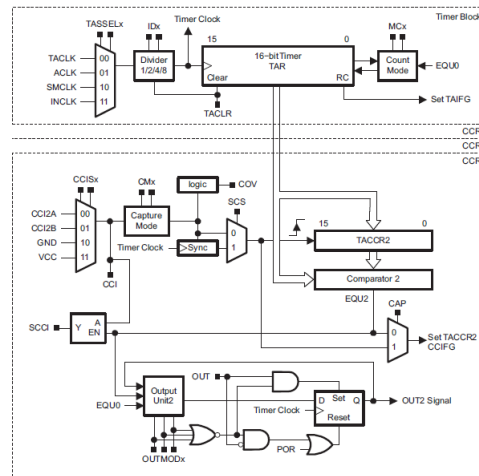 TASSELx
IDx
Timer Clock
15
0
MCx
Timer Block
TACLK
ACLK
SMCLK
INCLK
00
01
10
11
Divider
1/2/4/8
16-bit Timer
TAR
Clear
RC
Count
Mode
EQU0
TACLR
Set TAIFG
CCR
CCR
CCR
CCISx
CMx
logic
COV
SCS
CCI2A
CCI2B
GND
VCC
00
01
10
11
Capture
Mode
0
1
Timer Clock
Sync
15
0
TACCR2
CCI
Comparator 2
EQU2
CAP
SCCI
Y
A
EN
0
1
Set TACCR2
CCIFG
OUT
EQU0
Output
Unit2
D
Set
Q
OUT2 Signal
Timer Clock
Reset
POR
OUTMODx